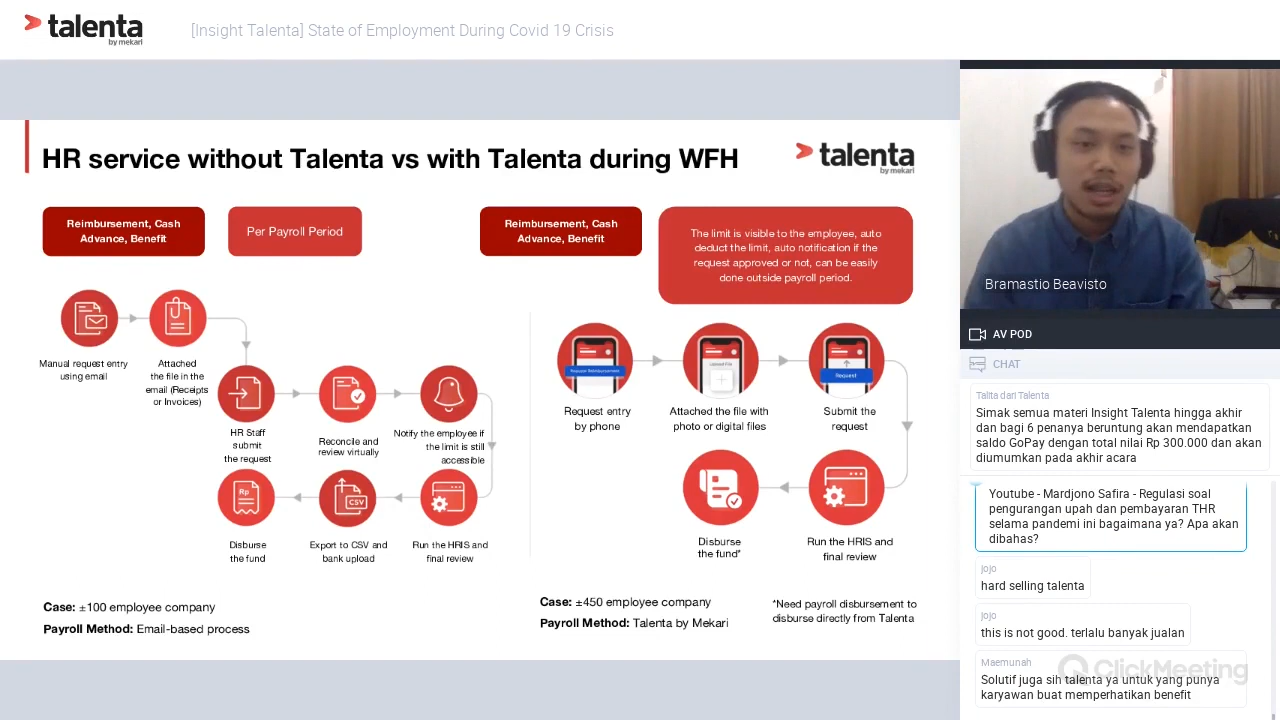 talenta
by mekari
[Insight Talenta] State of Employment During Covid 19 Crisis
HR service without Talenta vs with Talenta during WFH
talenta
by mekari
Reimbursement, Cash
Advance, Benefit
Per Payroll Period
Manual request entry
using email
Attached
the file in the
email (Receipts
or Invoices)
HR Staff
submit
the request
Reconcile and
review virtually
Notify the employee if
the limit is still
accessible
Rp
CSV
Disburse
the fund
Export to CSV and
bank upload
Run the HRIS and
final review
Case: ±100 employee company
Payroll Method: Email-based process
Reimbursement, Cash
Advance, Benefit
The limit is visible to the employee, auto
deduct the limit, auto notification if the
request approved or not, can be easily
done outside payroll period.
Request Reimbursement
Upload File
Request
Request entry
by phone
Attached the file with
photo or digital files
Submit the
request
Disburse
the fund*
Run the HRIS and
final review
Case: ±450 employee company
Payroll Method: Talenta by Mekari
*Need payroll disbursement to
disburse directly from Talenta
Bramastio Beavisto
AV POD
CHAT
Talita dari Talenta
Simak semua materi Insight Talenta hingga akhir
dan bagi 6 penanya beruntung akan mendapatkan
saldo GoPay dengan total nilai Rp 300.000 dan akan
diumumkan pada akhir acara
Youtube - Mardjono Safira - Regulasi soal
pengurangan upah dan pembayaran THR
selama pandemi ini bagaimana ya? Apa akan
dibahas?
jojo
hard selling talenta
jojo
this is not good. terlalu banyak jualan
Maemunah
Solutif juga sih talenta ya untuk yang punya
karyawan buat memperhatikan benefit
ClickMeeting